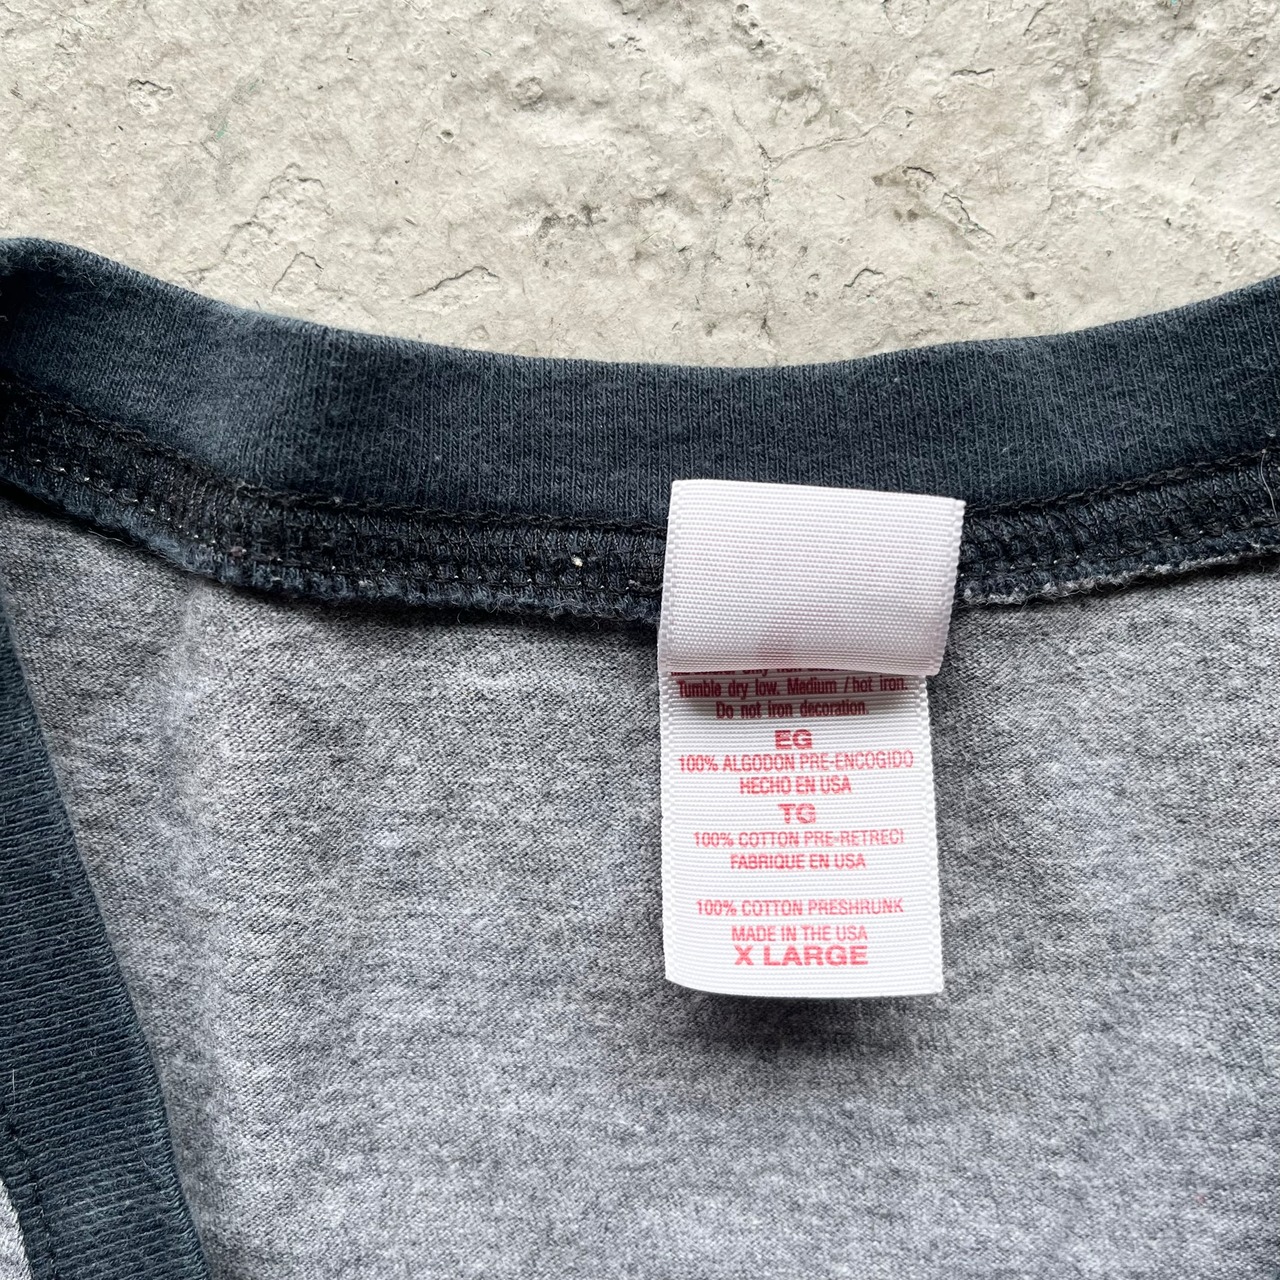 Tumble dry low. Medium / hot iron.
Do not iron decoration.
EG
100% ALGODON PRE-ENCOGIDO
HECHO EN USA
TG
100% COTTON PRE-RETRECI
FABRIQUE EN USA
100% COTTON PRESHRUNK
MADE IN THE USA
X LARGE